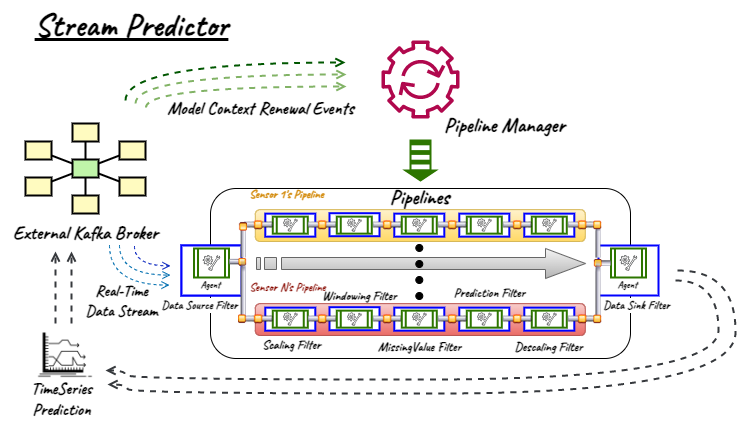 Stream Predictor
Model Context Renewal Events
Pipeline Manager
External Kafka Broker
Pipelines
Sensor 1's Pipeline
Agent
Data Source Filter
Agent
Data Sink Filter
Real-Time
Data Stream
Sensor N's Pipeline
Windowing Filter
Prediction Filter
Scaling Filter
MissingValue Filter
Descaling Filter
TimeSeries
Prediction